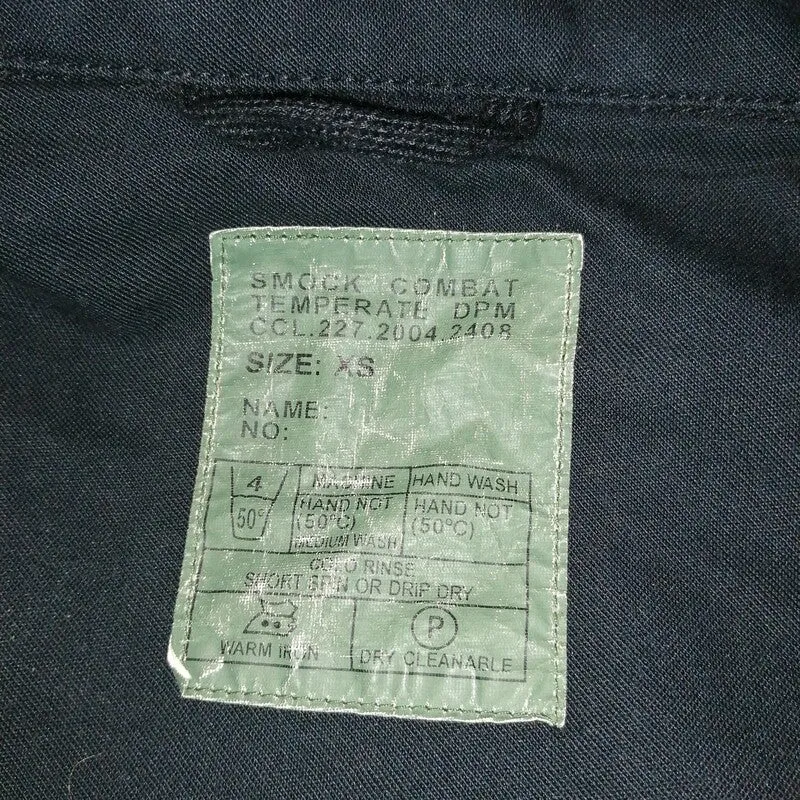 SMOCK COMBAT
TEMPERATE DPM
CCL.227.2004.2408
SIZE: XS
NAME:
NO:
4
50°
MACHINE
HAND NOT
(50°C)
MEDIUM WASH
HAND WASH
HAND NOT
(50°C)
COLD RINSE
SHORT SPIN OR DRIP DRY
WARM IRON
P
DRY CLEANABLE